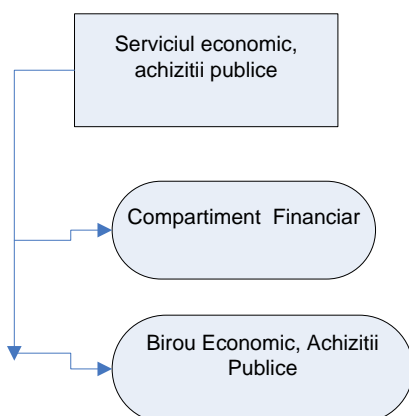 Serviciul economic,
achizitii publice
Compartiment Financiar
Birou Economic, Achizitii
Publice